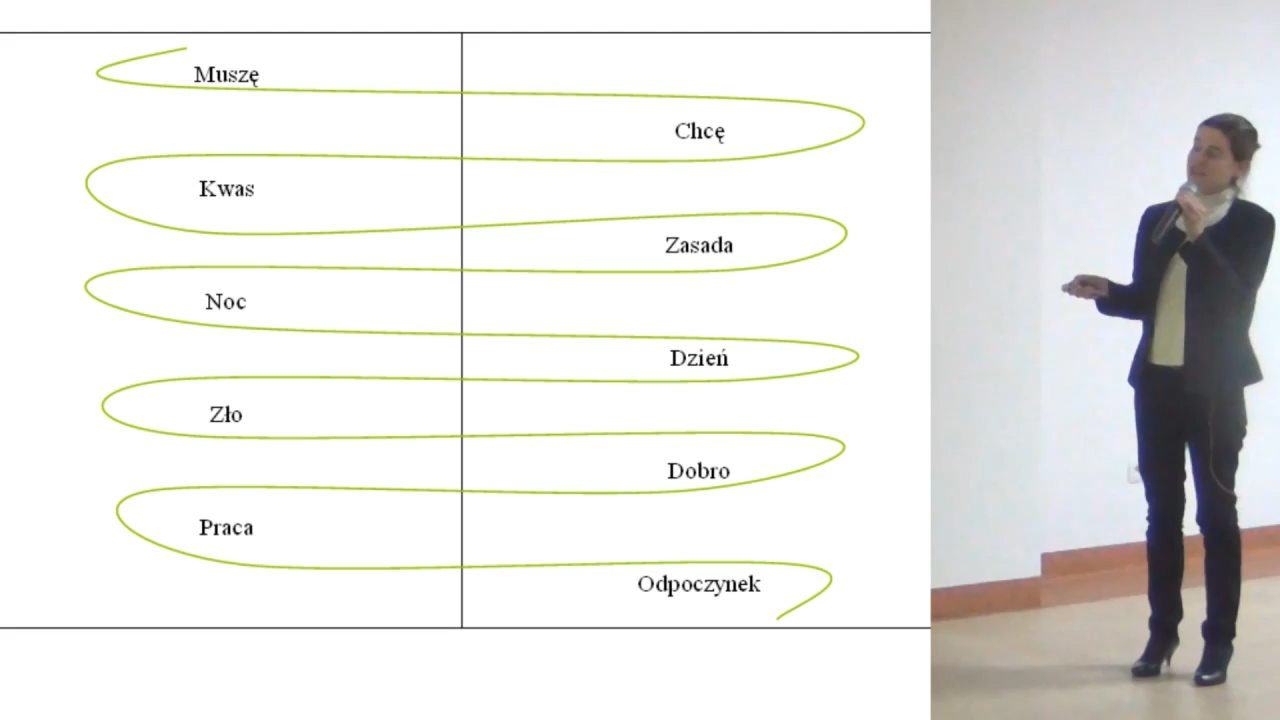 Muszę
Chcę
Kwas
Zasada
Noc
Dzień
Zło
Dobro
Praca
Odpoczynek